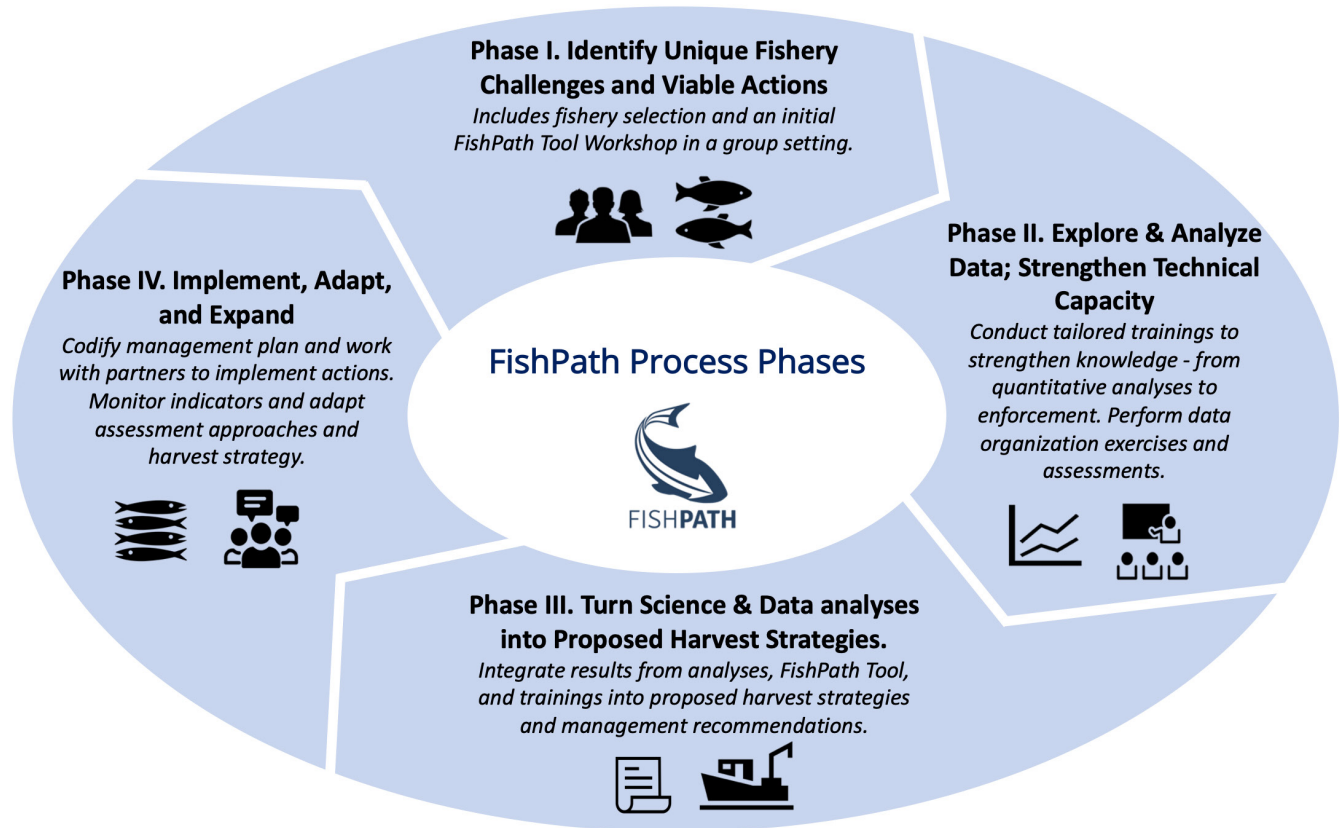 Phase I. Identify Unique Fishery
Challenges and Viable Actions
Includes fishery selection and an initial
FishPath Tool Workshop in a group setting.
Phase II. Explore & Analyze
Data; Strengthen Technical
Capacity
Conduct tailored trainings to
strengthen knowledge - from
quantitative analyses to
enforcement. Perform data
organization exercises and
assessments.
Phase III. Turn Science & Data analyses
into Proposed Harvest Strategies.
Integrate results from analyses, FishPath Tool,
and trainings into proposed harvest strategies
and management recommendations.
Phase IV. Implement, Adapt,
and Expand
Codify management plan and work
with partners to implement actions.
Monitor indicators and adapt
assessment approaches and
harvest strategy.
FishPath Process Phases
FISHPATH